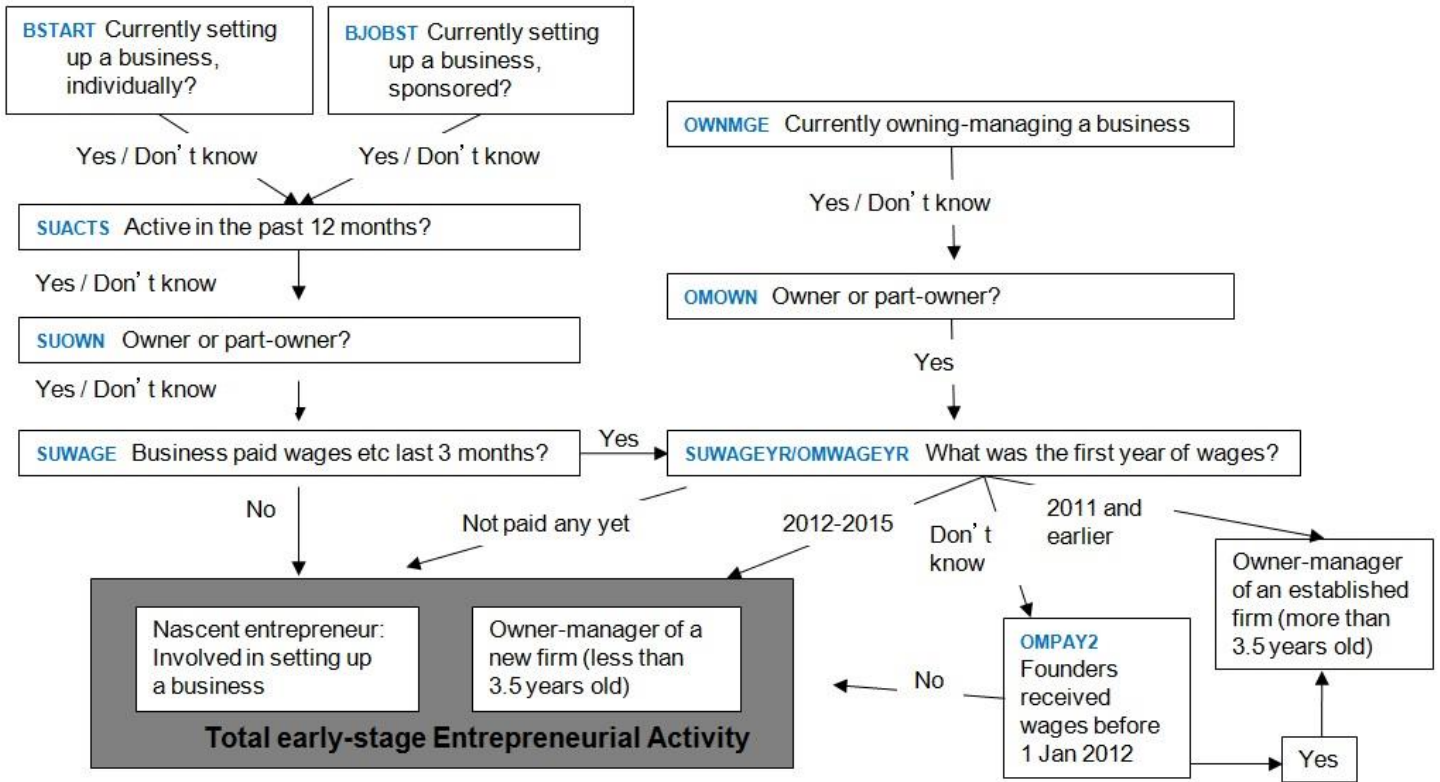 BSTART Currently setting
up a business,
individually?
BJOBST Currently setting
up a business,
sponsored?
OWNMGE Currently owning-managing a business
Yes / Don’t know
Yes / Don’t know
Yes / Don’t know
SUACTS Active in the past 12 months?
Yes / Don’t know
OMOWN Owner or part-owner?
SUOWN Owner or part-owner?
Yes
Yes / Don’t know
SUWAGE Business paid wages etc last 3 months?
Yes
SUWAGEYR/OMWAGEYR What was the first year of wages?
No
Not paid any yet
2012-2015
Don’t
know
2011 and
earlier
Nascent entrepreneur:
Involved in setting up
a business
Owner-manager of a
new firm (less than
3.5 years old)
Total early-stage Entrepreneurial Activity
No
OMPAY2
Founders
received
wages before
1 Jan 2012
Owner-manager
of an established
firm (more than
3.5 years old)
Yes